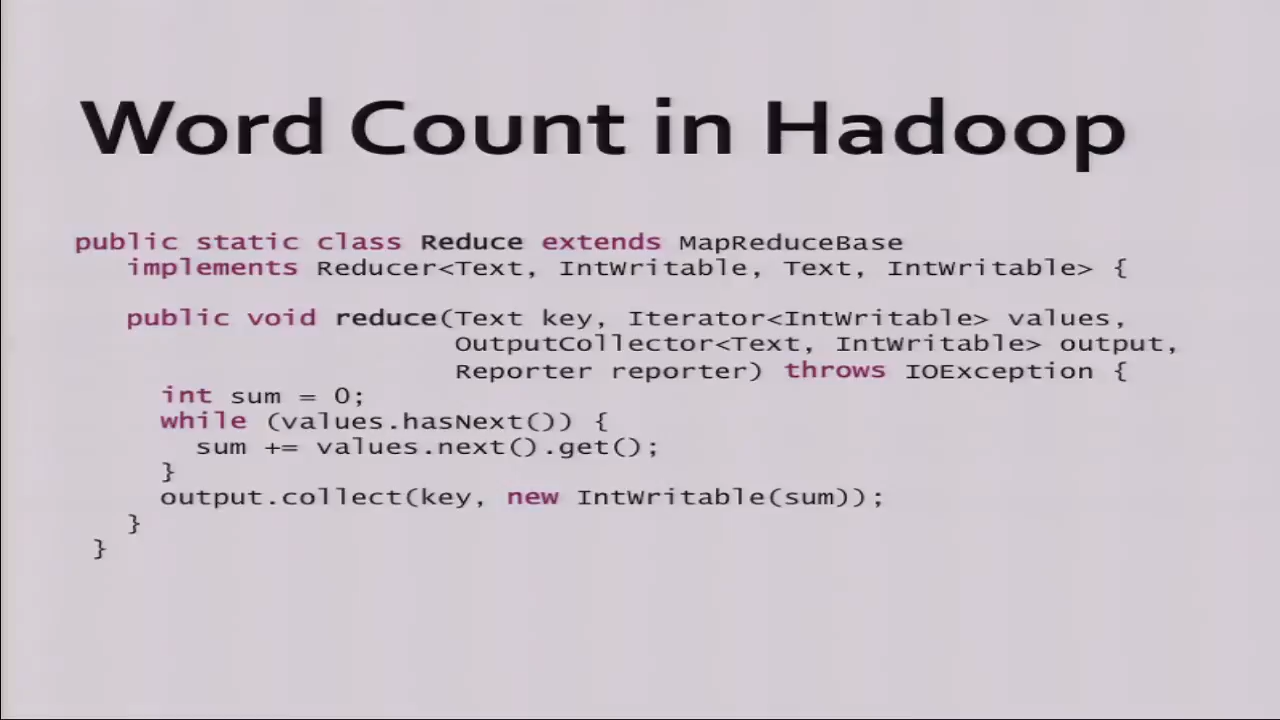 Word Count in Hadoop
public static class Reduce extends MapReduceBase
implements Reducer<Text, IntWritable, Text, IntWritable> {
public void reduce(Text key, Iterator<IntWritable> values,
OutputCollector<Text, IntWritable> output,
Reporter reporter) throws IOException {
int sum = 0;
while (values.hasNext()) {
sum += values.next().get();
}
output.collect(key, new IntWritable(sum));
}
}